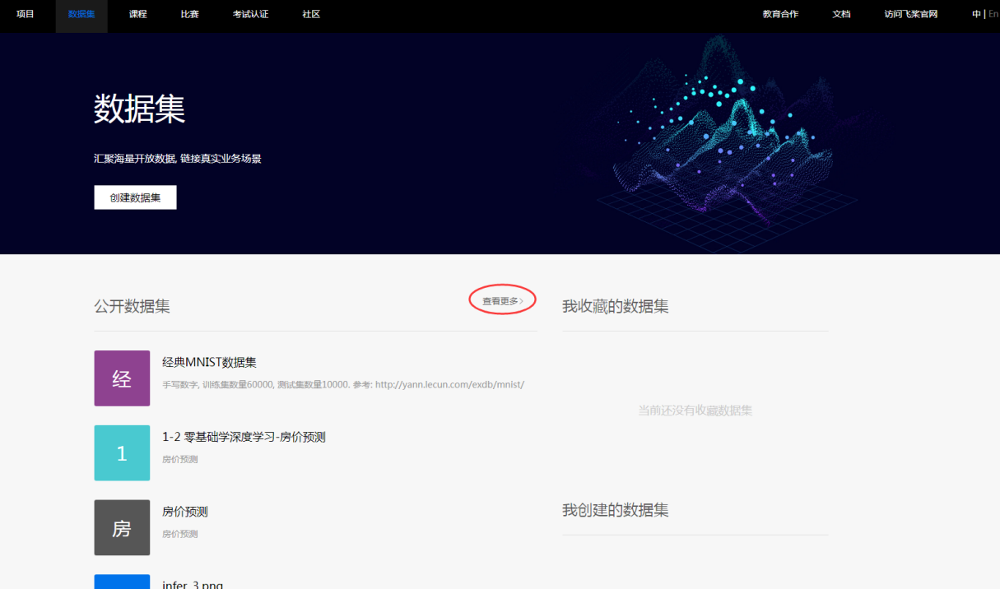 项目 数据集 课程 比赛 考试认证 社区 教育合作 文档 访问飞桨官网 中 | En
数据集
汇聚海量开放数据, 链接真实业务场景
创建数据集
公开数据集
查看更多>
经
经典MNIST数据集
手写数字, 训练集数量60000, 测试集数量10000. 参考: http://yann.lecun.com/exdb/mnist/
1
1-2 零基础学深度学习-房价预测
房价预测
房
房价预测
房价预测
infer_3.png
我收藏的数据集
当前还没有收藏数据集
我创建的数据集